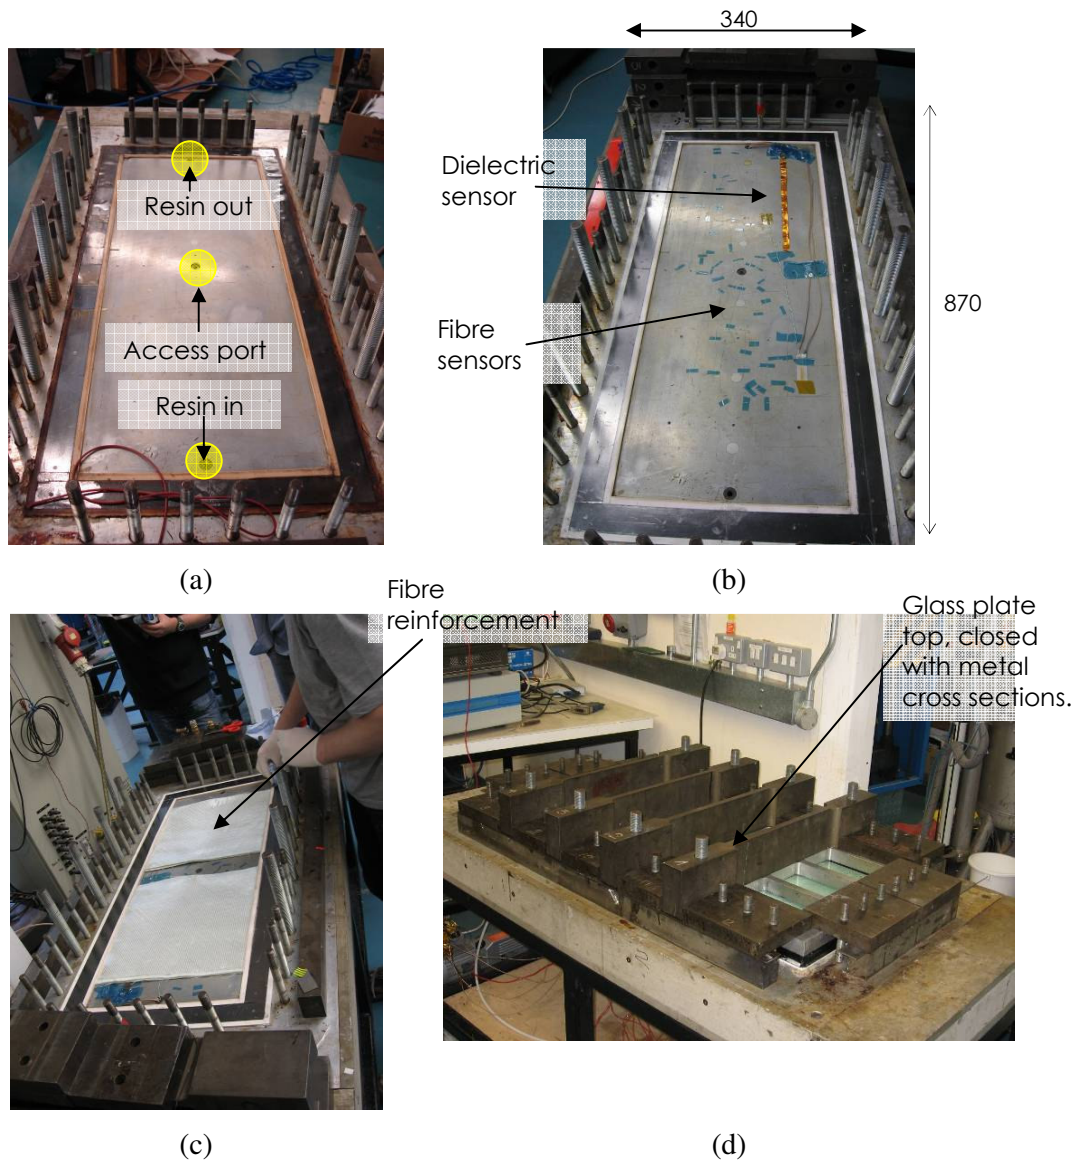 340
Resin out
Access port
Resin in
Dielectric
sensor
Fibre
sensors
870
(a)
(b)
Fibre
reinforcement
Glass plate
top, closed
with metal
cross sections.
(c)
(d)